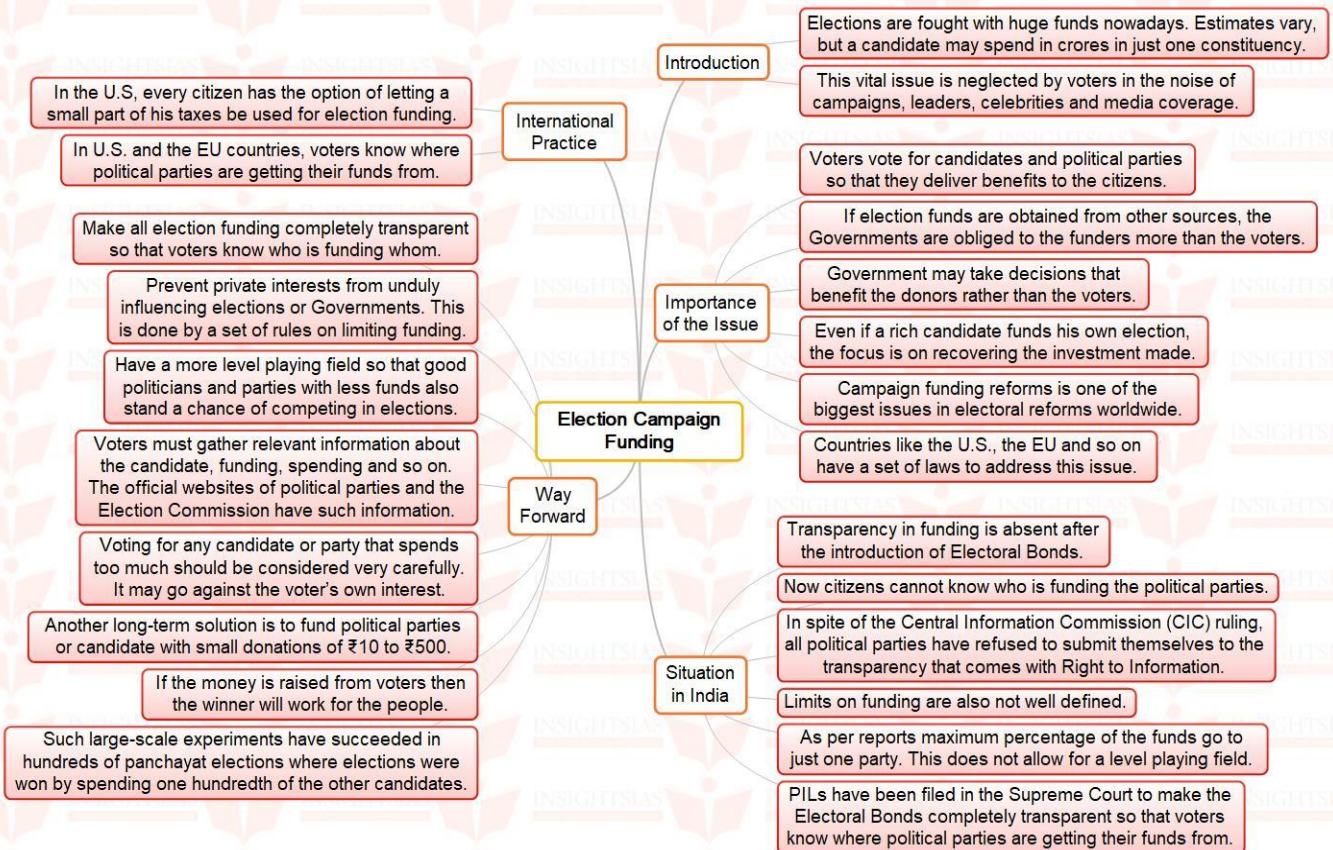 Election Campaign
Funding
Introduction
Elections are fought with huge funds nowadays. Estimates vary,
but a candidate may spend in crores in just one constituency.
This vital issue is neglected by voters in the noise of
campaigns, leaders, celebrities and media coverage.
Importance
of the Issue
Voters vote for candidates and political parties
so that they deliver benefits to the citizens.
If election funds are obtained from other sources, the
Governments are obliged to the funders more than the voters.
Government may take decisions that
benefit the donors rather than the voters.
Even if a rich candidate funds his own election,
the focus is on recovering the investment made.
Campaign funding reforms is one of the
biggest issues in electoral reforms worldwide.
Countries like the U.S., the EU and so on
have a set of laws to address this issue.
Situation
in India
Transparency in funding is absent after
the introduction of Electoral Bonds.
Now citizens cannot know who is funding the political parties.
In spite of the Central Information Commission (CIC) ruling,
all political parties have refused to submit themselves to the
transparency that comes with Right to Information.
Limits on funding are also not well defined.
As per reports maximum percentage of the funds go to
just one party. This does not allow for a level playing field.
PILs have been filed in the Supreme Court to make the
Electoral Bonds completely transparent so that voters
know where political parties are getting their funds from.
International
Practice
In the U.S, every citizen has the option of letting a
small part of his taxes be used for election funding.
In U.S. and the EU countries, voters know where
political parties are getting their funds from.
Way
Forward
Make all election funding completely transparent
so that voters know who is funding whom.
Prevent private interests from unduly
influencing elections or Governments. This
is done by a set of rules on limiting funding.
Have a more level playing field so that good
politicians and parties with less funds also
stand a chance of competing in elections.
Voters must gather relevant information about
the candidate, funding, spending and so on.
The official websites of political parties and the
Election Commission have such information.
Voting for any candidate or party that spends
too much should be considered very carefully.
It may go against the voter's own interest.
Another long-term solution is to fund political parties
or candidate with small donations of ₹10 to ₹500.
If the money is raised from voters then
the winner will work for the people.
Such large-scale experiments have succeeded in
hundreds of panchayat elections where elections were
won by spending one hundredth of the other candidates.
INSIGHTSIAS